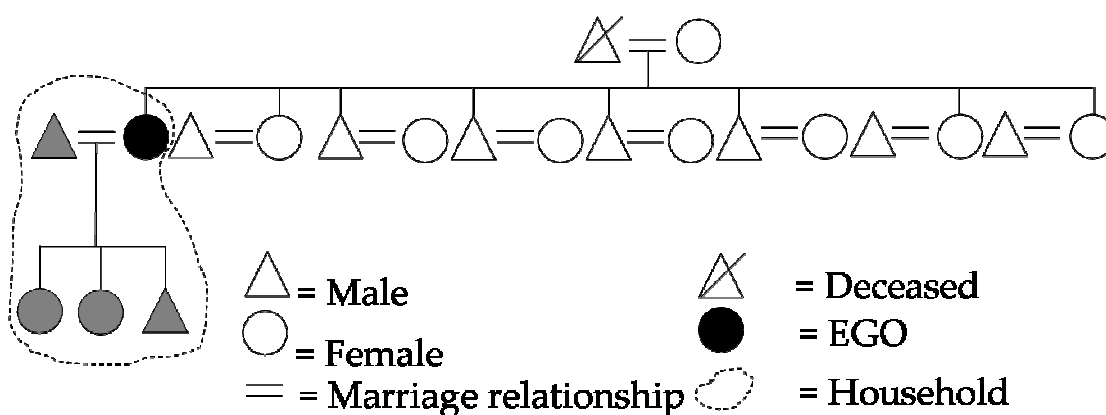 = Male
= Deceased
= EGO
= Female
= Marriage relationship
= Household